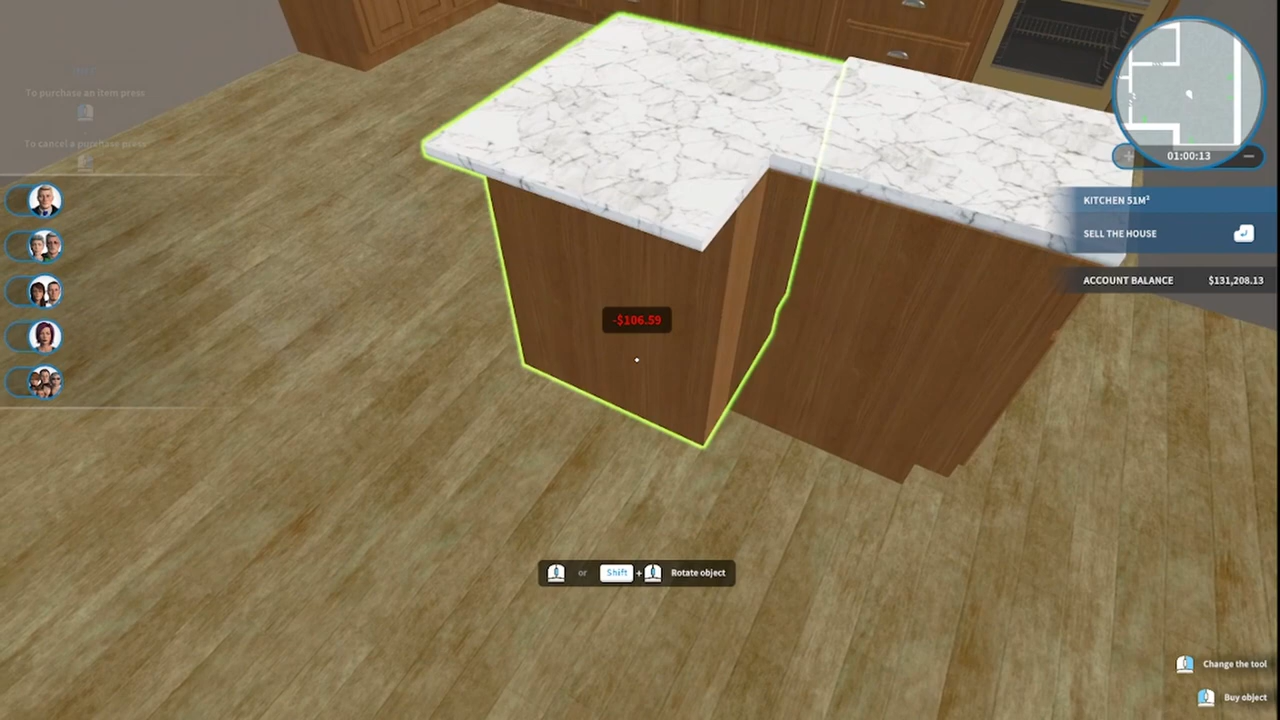 To purchase an item press
To cancel a purchase press
01:00:13
KITCHEN 51M²
SELL THE HOUSE
ACCOUNT BALANCE $131,208.13
-$106.59
or Shift + Rotate object
Change the tool
Buy object